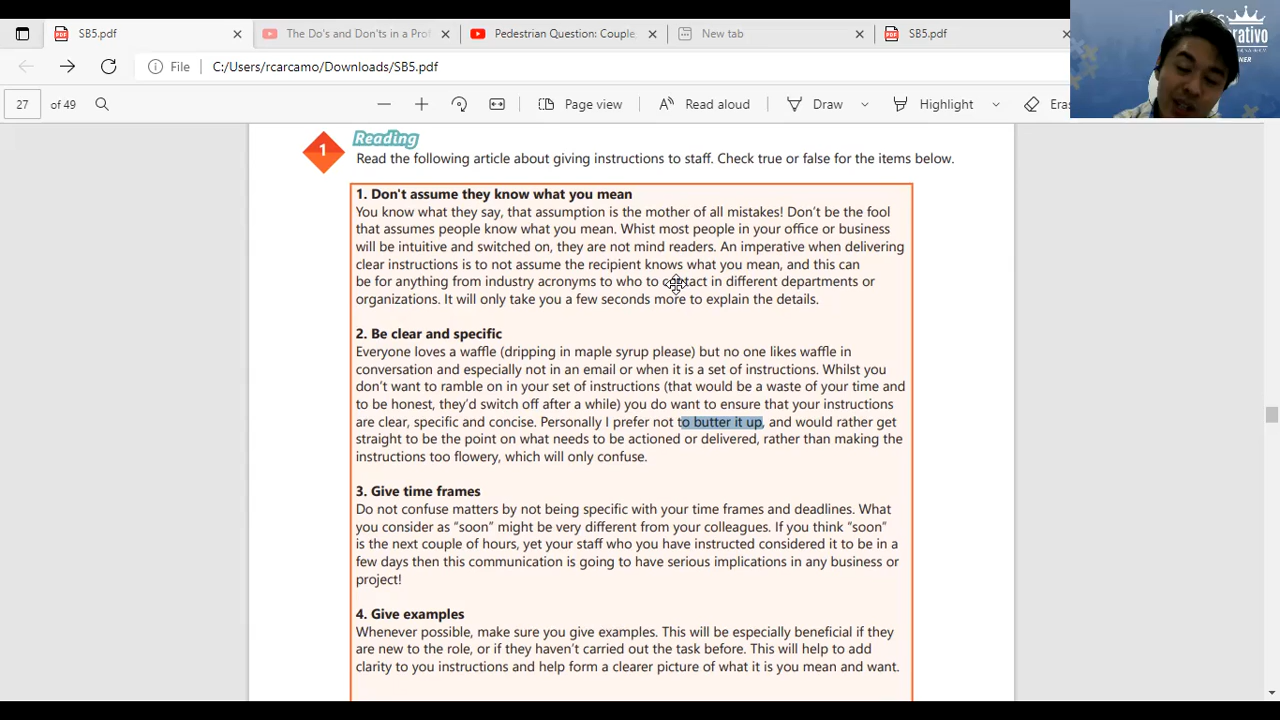 SB5.pdf
The Do's and Don'ts in a Prof
Pedestrian Question: Couple
New tab
SB5.pdf
File
C:/Users/rcarcamo/Downloads/SB5.pdf
27 of 49
Page view
Read aloud
Draw
Highlight
Eras
1
Reading
Read the following article about giving instructions to staff. Check true or false for the items below.
1. Don't assume they know what you mean
You know what they say, that assumption is the mother of all mistakes! Don't be the fool
that assumes people know what you mean. Whist most people in your office or business
will be intuitive and switched on, they are not mind readers. An imperative when delivering
clear instructions is to not assume the recipient knows what you mean, and this can
be for anything from industry acronyms to who to contact in different departments or
organizations. It will only take you a few seconds more to explain the details.
2. Be clear and specific
Everyone loves a waffle (dripping in maple syrup please) but no one likes waffle in
conversation and especially not in an email or when it is a set of instructions. Whilst you
don't want to ramble on in your set of instructions (that would be a waste of your time and
to be honest, they'd switch off after a while) you do want to ensure that your instructions
are clear, specific and concise. Personally I prefer not to butter it up, and would rather get
straight to be the point on what needs to be actioned or delivered, rather than making the
instructions too flowery, which will only confuse.
3. Give time frames
Do not confuse matters by not being specific with your time frames and deadlines. What
you consider as “soon” might be very different from your colleagues. If you think “soon”
is the next couple of hours, yet your staff who you have instructed considered it to be in a
few days then this communication is going to have serious implications in any business or
project!
4. Give examples
Whenever possible, make sure you give examples. This will be especially beneficial if they
are new to the role, or if they haven't carried out the task before. This will help to add
clarity to you instructions and help form a clearer picture of what it is you mean and want.